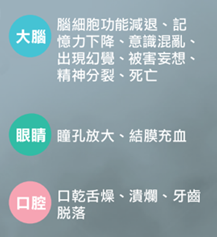 大腦
腦細胞功能減退、記
憶力下降、意識混亂、
出現幻覺、被害妄想、
精神分裂、死亡
眼睛
瞳孔放大、結膜充血
口腔
口乾舌燥、潰爛、牙齒
脫落